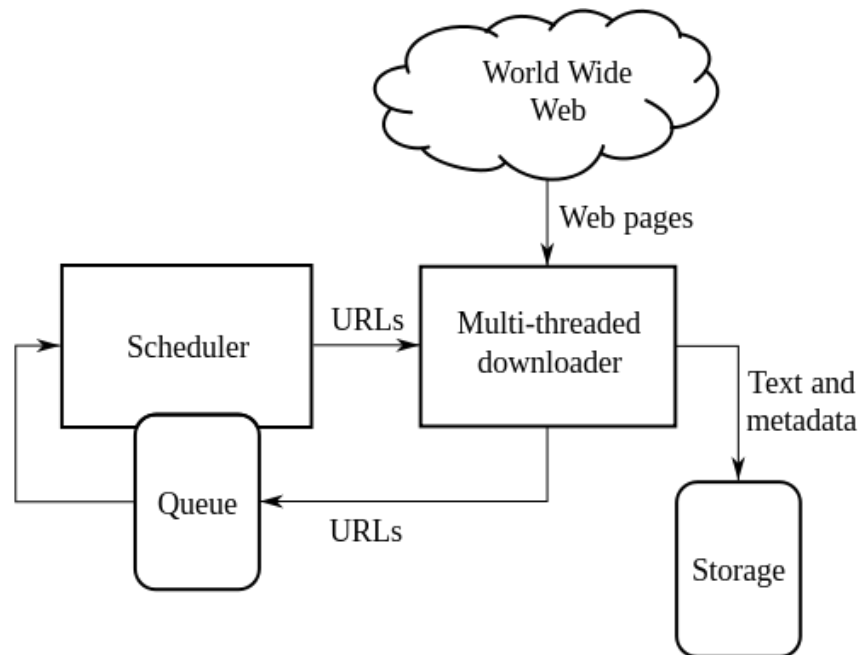 World Wide
Web
Web pages
URLs
Multi-threaded
downloader
Scheduler
Text and
metadata
Queue
URLs
Storage